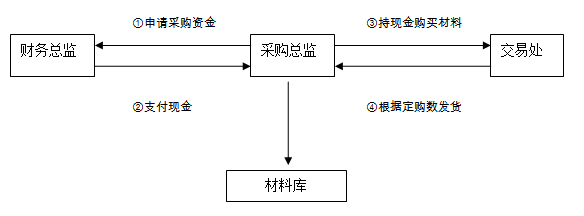 ①申请采购资金
③持现金购买材料
财务总监
采购总监
交易处
②支付现金
④根据定购数发货
材料库